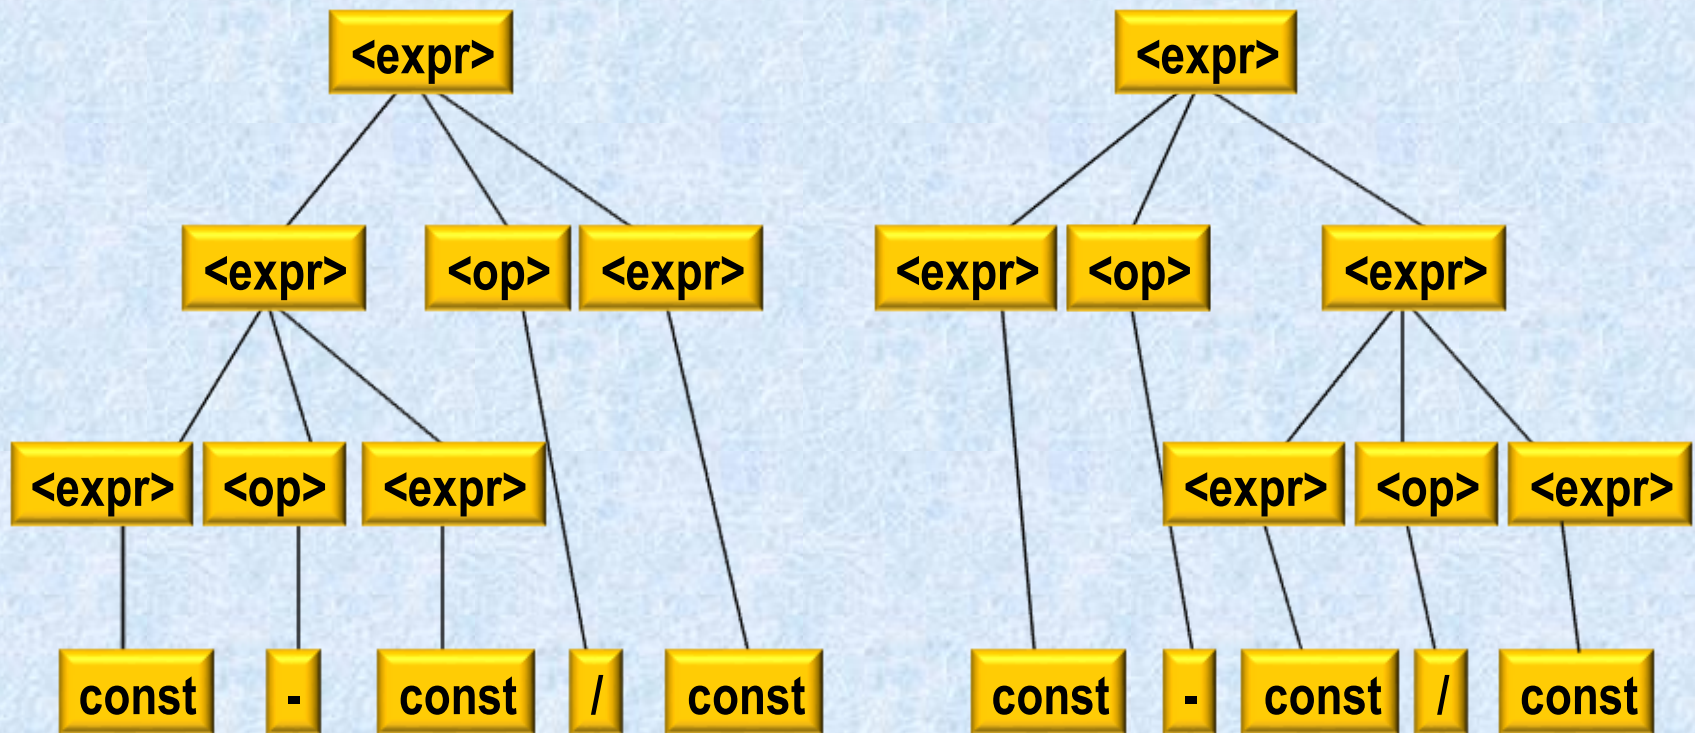 <expr> <expr>
<expr> <op> <expr> <expr> <op> <expr>
<expr> <op> <expr> <expr> <op> <expr>
const - const / const const - const / const